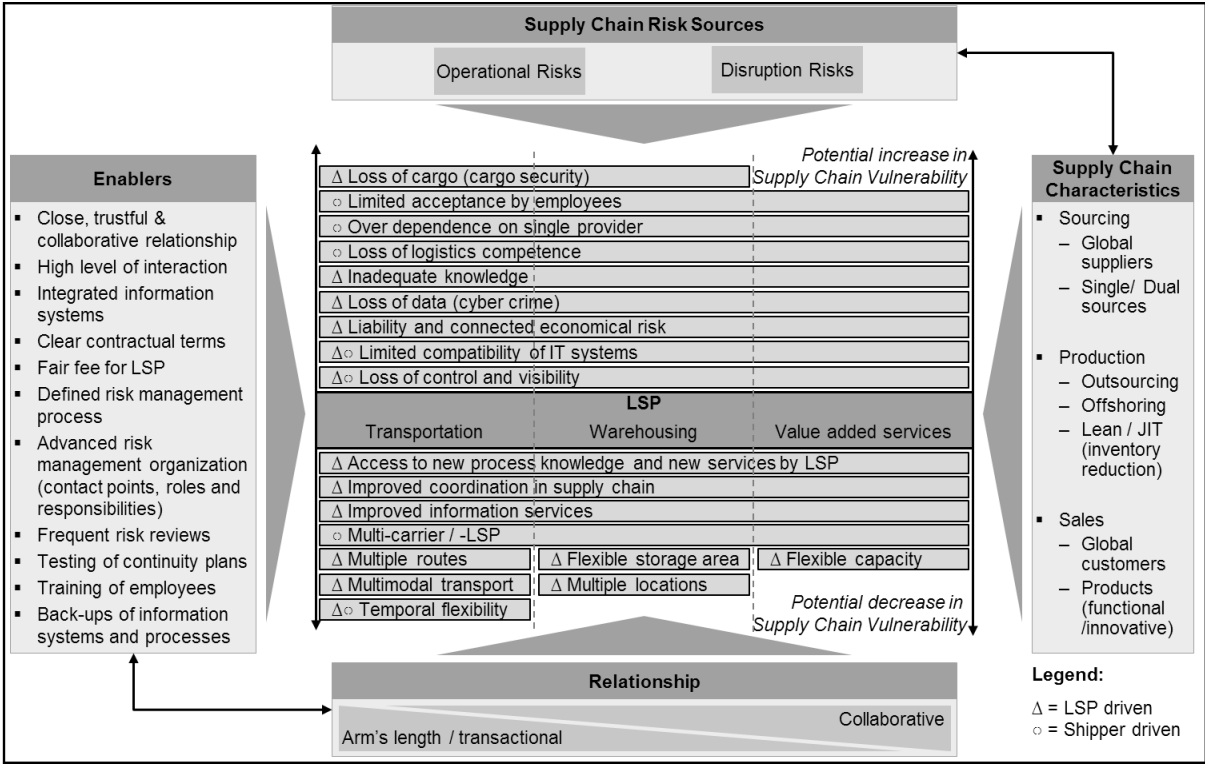 Supply Chain Risk Sources
Operational Risks
Disruption Risks
Enablers
▪ Close, trustful &
collaborative relationship
▪ High level of interaction
▪ Integrated information
systems
▪ Clear contractual terms
▪ Fair fee for LSP
▪ Defined risk management
process
▪ Advanced risk
management organization
(contact points, roles and
responsibilities)
▪ Frequent risk reviews
▪ Testing of continuity plans
▪ Training of employees
▪ Back-ups of information
systems and processes
Potential increase in
Supply Chain Vulnerability
Δ Loss of cargo (cargo security)
○ Limited acceptance by employees
○ Over dependence on single provider
○ Loss of logistics competence
Δ Inadequate knowledge
Δ Loss of data (cyber crime)
Δ Liability and connected economical risk
Δ○ Limited compatibility of IT systems
Δ○ Loss of control and visibility
LSP
Transportation
Warehousing
Value added services
Δ Access to new process knowledge and new services by LSP
Δ Improved coordination in supply chain
Δ Improved information services
○ Multi-carrier / -LSP
Δ Multiple routes
Δ Flexible storage area
Δ Flexible capacity
Δ Multimodal transport
Δ Multiple locations
Δ○ Temporal flexibility
Potential decrease in
Supply Chain Vulnerability
Supply Chain
Characteristics
▪ Sourcing
– Global
suppliers
– Single/ Dual
sources
▪ Production
– Outsourcing
– Offshoring
– Lean / JIT
(inventory
reduction)
▪ Sales
– Global
customers
– Products
(functional
/innovative)
Relationship
Collaborative
Arm's length / transactional
Legend:
Δ = LSP driven
○ = Shipper driven